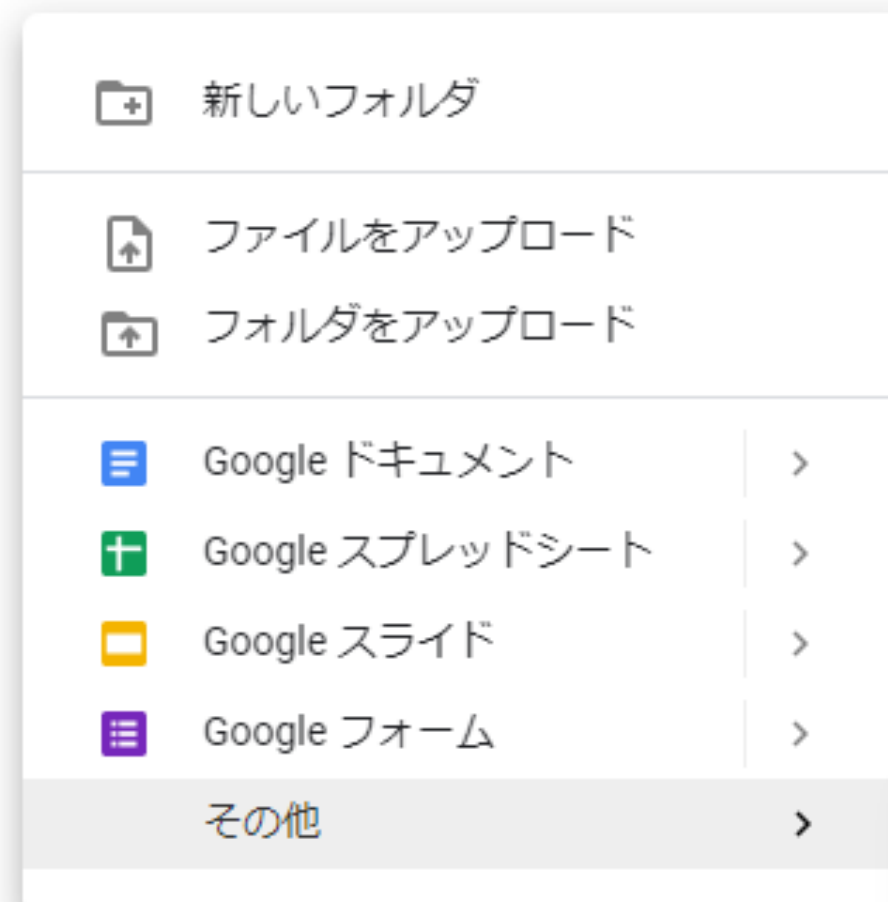 新しいフォルダ
ファイルをアップロード
フォルダをアップロード
Google ドキュメント
Google スプレッドシート
Google スライド
Google フォーム
その他